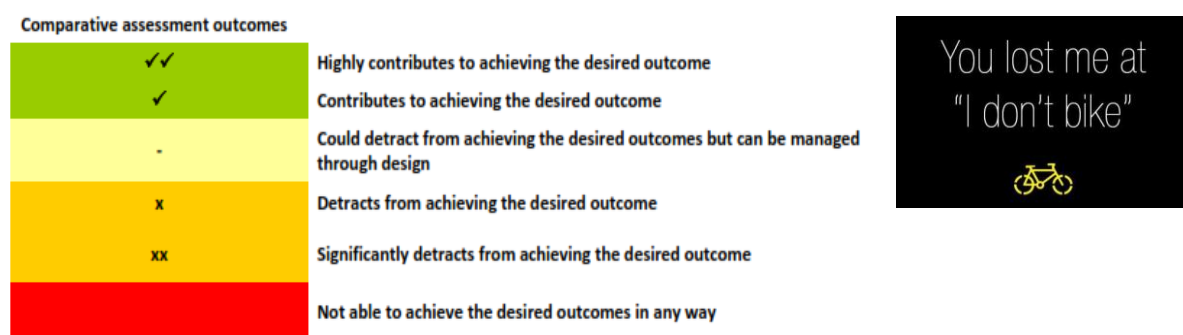 Comparative assessment outcomes
✓✓ Highly contributes to achieving the desired outcome
✓ Contributes to achieving the desired outcome
- Could detract from achieving the desired outcomes but can be managed
through design
x Detracts from achieving the desired outcome
xx Significantly detracts from achieving the desired outcome
Not able to achieve the desired outcomes in any way
You lost me at
“I don’t bike”